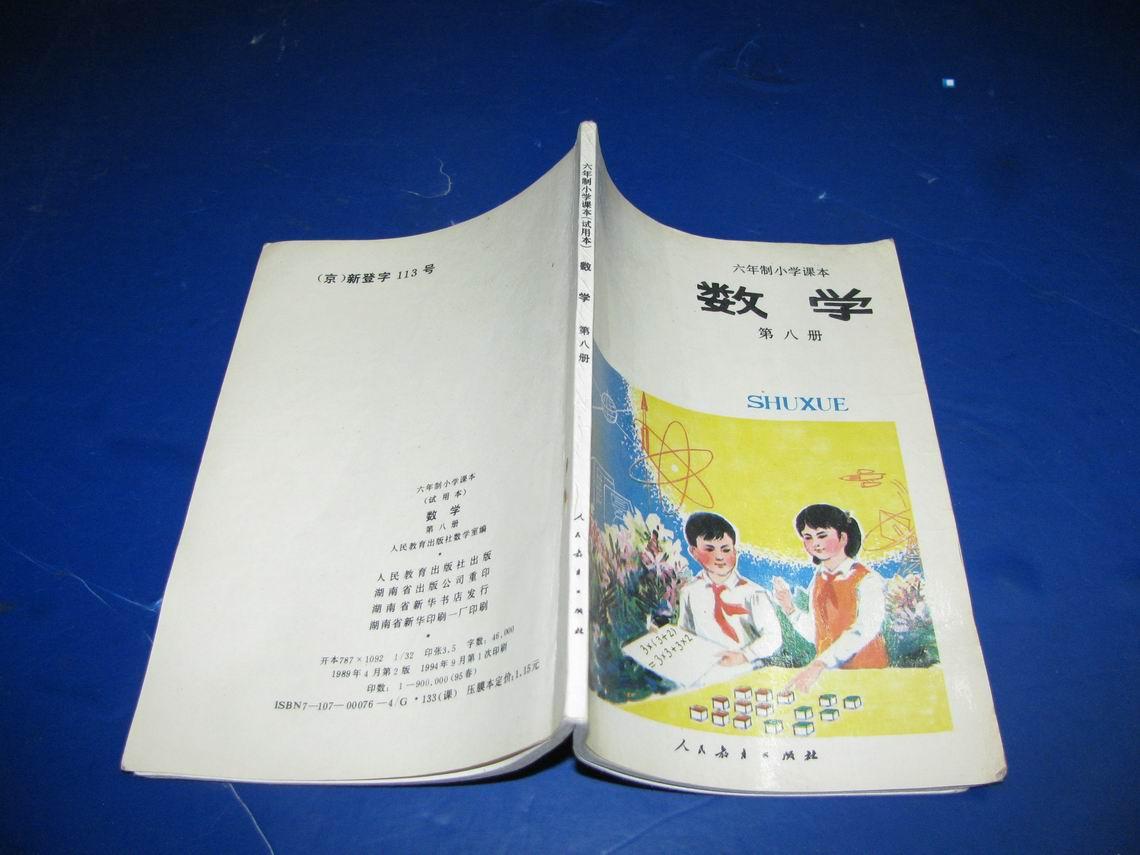 (京)新登字113号
六年制小学课本
(试用本)
数学
第八册
人民教育出版社数学室编
人民教育出版社出版
湖南省出版公司重印
湖南省新华书店发行
湖南省新华印刷一厂印刷
开本787×1092 1/32 印张3.5 字数:46,000
1989年4月第2版 1994年9月第1次印刷
印数:1—900,000(95春)
ISBN7—107—00076—4/G·133(课) 压膜本定价:1.15元
六年制小学课本(试用本) 数学 第八册 人民教育出版社
六年制小学课本
数学
第八册
SHUXUE
3×(3+2)
=3×3+3×2
人民教育出版社